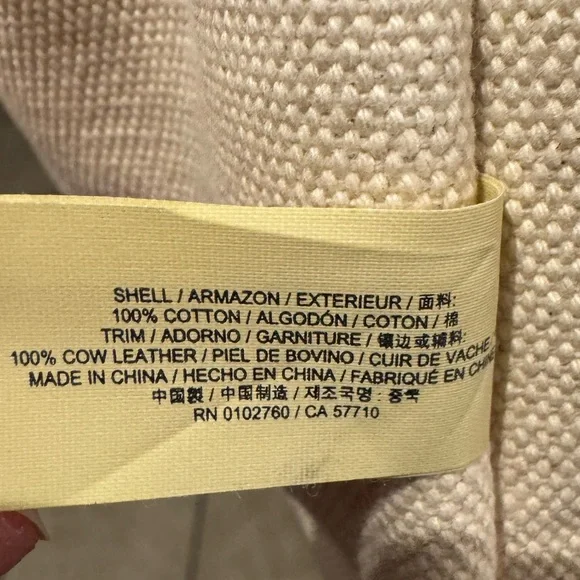 SHELL / ARMAZON / EXTERIEUR / 面料:
100% COTTON / ALGODÓN / COTON / 棉
TRIM / ADORNO / GARNITURE / 镶边或辅料:
100% COW LEATHER / PIEL DE BOVINO / CUIR DE VACHE
MADE IN CHINA / HECHO EN CHINA / FABRIQUÉ EN CHINE
中国製 / 中国制造 / 제조국명 : 중국
RN 0102760 / CA 57710